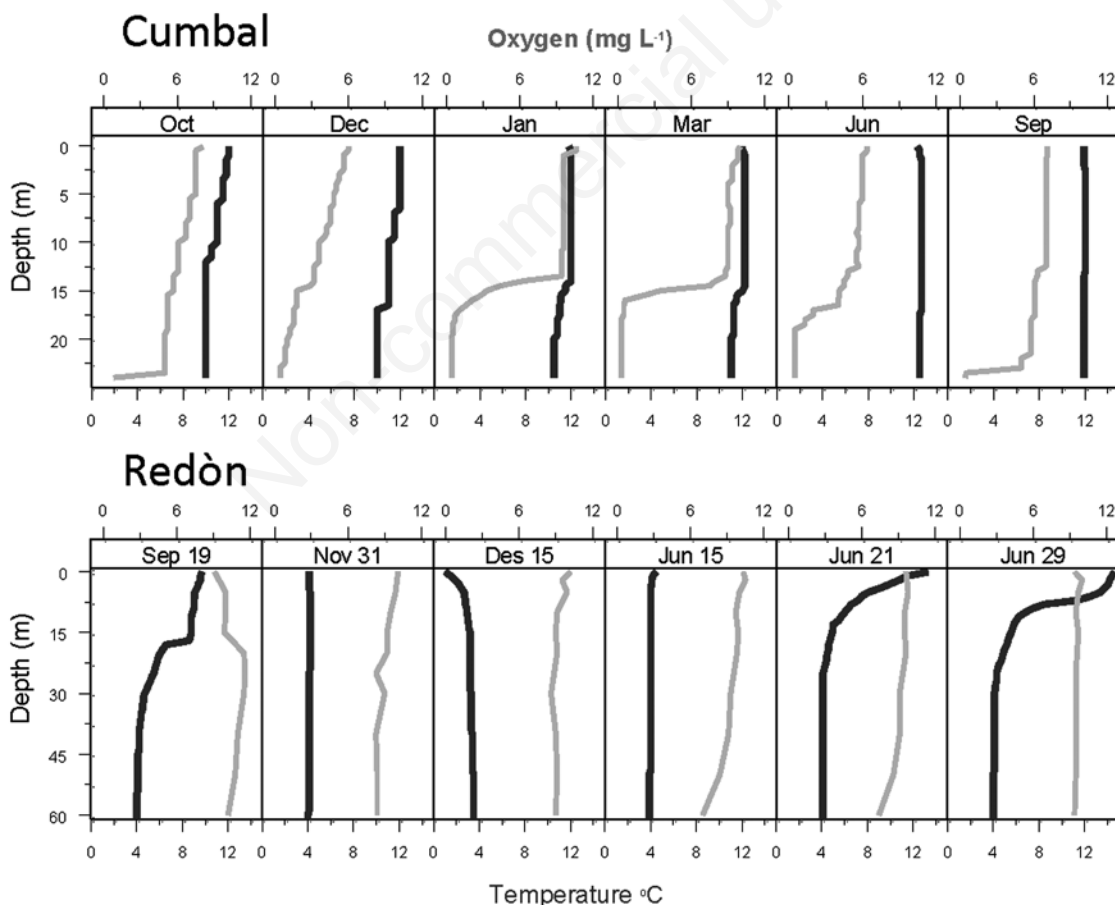 Non-commercial u
Cumbal
Oxygen (mg L-1)
0 6 12 0 6 12 0 6 12 0 6 12 0 6 12 0 6 12
Oct Dec Jan Mar Jun Sep
Depth (m)
0
5
10
15
20
0 4 8 12 0 4 8 12 0 4 8 12 0 4 8 12 0 4 8 12 0 4 8 12
Redòn
0 6 12 0 6 12 0 6 12 0 6 12 0 6 12 0 6 12
Sep 19 Nov 31 Des 15 Jun 15 Jun 21 Jun 29
Depth (m)
0
15
30
45
60
0 4 8 12 0 4 8 12 0 4 8 12 0 4 8 12 0 4 8 12 0 4 8 12
Temperature ºC